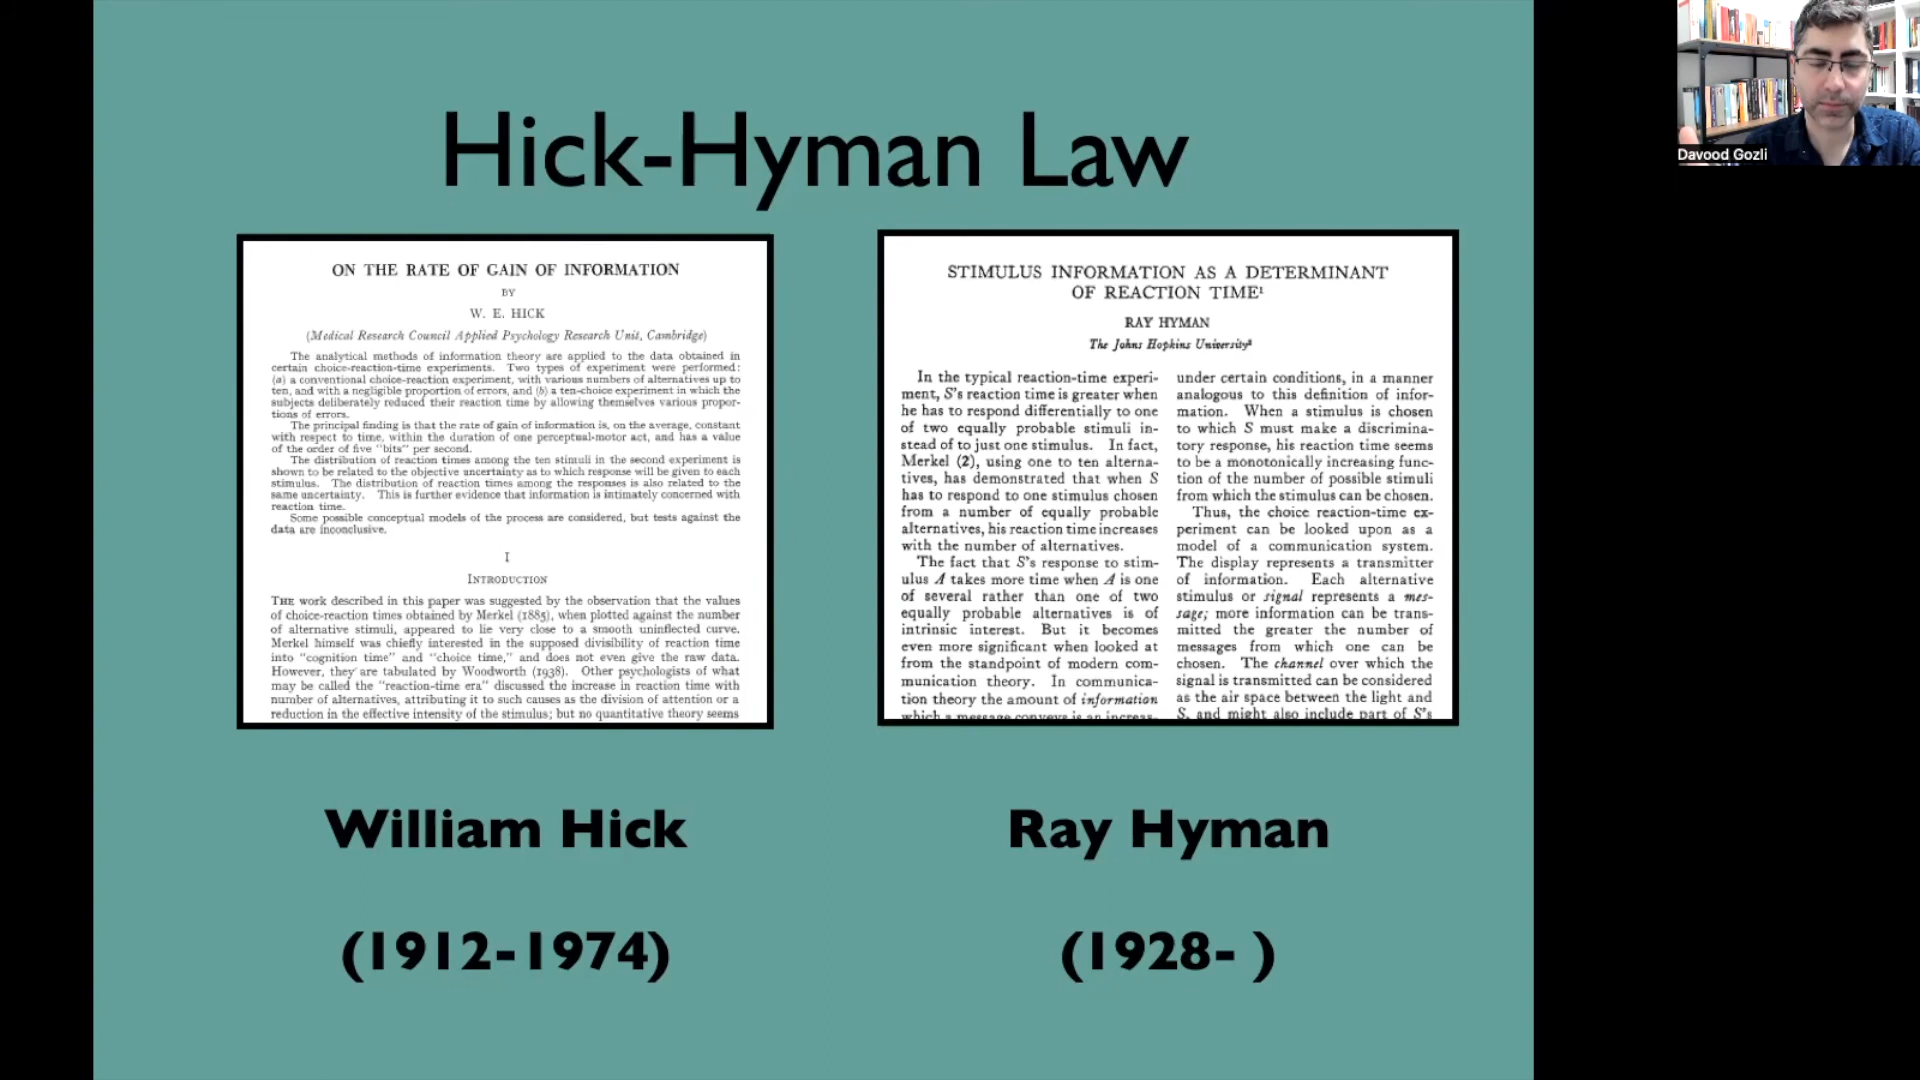 Hick-Hyman Law
ON THE RATE OF GAIN OF INFORMATION
BY
W. E. HICK
(Medical Research Council Applied Psychology Research Unit, Cambridge)
The analytical methods of information theory are applied to the data obtained in
certain choice-reaction-time experiments. Two types of experiment were performed:
(a) a conventional choice-reaction experiment, with various numbers of alternatives up to
ten, and with a negligible proportion of errors, and (b) a ten-choice experiment in which the
subjects deliberately reduced their reaction time by allowing themselves various propor-
tions of errors.
The principal finding is that the rate of gain of information is, on the average, constant
with respect to time, within the duration of one perceptual-motor act, and has a value
of the order of five "bits" per second.
The distribution of reaction times among the ten stimuli in the second experiment is
shown to be related to the objective uncertainty as to which response will be given to each
stimulus. The distribution of reaction times among the responses is also related to the
same uncertainty. This is further evidence that information is intimately concerned with
reaction time.
Some possible conceptual models of the process are considered, but tests against the
data are inconclusive.
I
INTRODUCTION
THE work described in this paper was suggested by the observation that the values
of choice-reaction times obtained by Merkel (1885), when plotted against the number
of alternative stimuli, appeared to lie very close to a smooth uninflected curve.
Merkel himself was chiefly interested in the supposed divisibility of reaction time
into "cognition time" and "choice time," and does not even give the raw data.
However, they are tabulated by Woodworth (1938). Other psychologists of what
may be called the "reaction-time era" discussed the increase in reaction time with
number of alternatives, attributing it to such causes as the division of attention or a
reduction in the effective intensity of the stimulus; but no quantitative theory seems
STIMULUS INFORMATION AS A DETERMINANT
OF REACTION TIME¹
RAY HYMAN
The Johns Hopkins University²
In the typical reaction-time experi-
ment, S's reaction time is greater when
he has to respond differentially to one
of two equally probable stimuli in-
stead of to just one stimulus. In fact,
Merkel (2), using one to ten alterna-
tives, has demonstrated that when S
has to respond to one stimulus chosen
from a number of equally probable
alternatives, his reaction time increases
with the number of alternatives.
The fact that S's response to stim-
ulus A takes more time when A is one
of several rather than one of two
equally probable alternatives is of
intrinsic interest. But it becomes
even more significant when looked at
from the standpoint of modern com-
munication theory. In communica-
tion theory the amount of information
which a message conveys is an increas-
under certain conditions, in a manner
analogous to this definition of infor-
mation. When a stimulus is chosen
to which S must make a discrimina-
tory response, his reaction time seems
to be a monotonically increasing func-
tion of the number of possible stimuli
from which the stimulus can be chosen.
Thus, the choice reaction-time ex-
periment can be looked upon as a
model of a communication system.
The display represents a transmitter
of information. Each alternative
stimulus or signal represents a mes-
sage; more information can be trans-
mitted the greater the number of
messages from which one can be
chosen. The channel over which the
signal is transmitted can be considered
as the air space between the light and
S, and might also include part of S's
William Hick
(1912-1974)
Ray Hyman
(1928- )
Davood Gozli